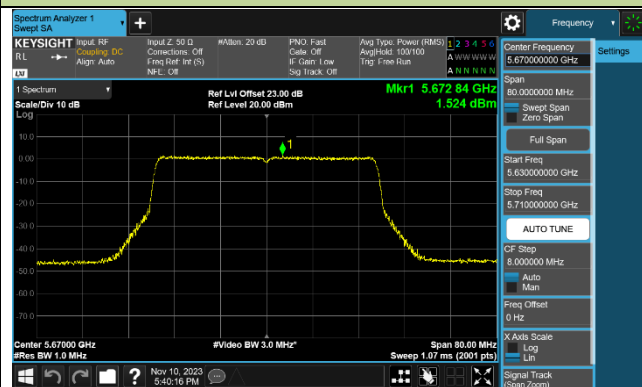 Spectrum Analyzer 1
Swept SA
Frequency
KEYSIGHT
RL
LXI
Input: RF
Coupling: DC
Align: Auto
Input Z: 50 Ω
Corrections: Off
Freq Ref: Int (S)
NFE: Off
#Atten: 20 dB
PNO: Fast
Gate: Off
IF Gain: Low
Sig Track: Off
Avg Type: Power (RMS)
Avg|Hold: 100/100
Trig: Free Run
1 2 3 4 5 6
A W W W W W
A N N N N N
1 Spectrum
Scale/Div 10 dB
Log
Ref Lvl Offset 23.00 dB
Ref Level 20.00 dBm
Mkr1 5.672 84 GHz
1.524 dBm
10.0
0.00
-10.0
-20.0
-30.0
-40.0
-50.0
-60.0
-70.0
1
Center 5.67000 GHz
#Res BW 1.0 MHz
#Video BW 3.0 MHz*
Span 80.00 MHz
Sweep 1.07 ms (2001 pts)
Nov 10, 2023
5:40:16 PM
Center Frequency
5.670000000 GHz
Span
80.0000000 MHz
Swept Span
Zero Span
Full Span
Start Freq
5.630000000 GHz
Stop Freq
5.710000000 GHz
AUTO TUNE
CF Step
8.000000 MHz
Auto
Man
Freq Offset
0 Hz
X Axis Scale
Log
Lin
Signal Track
(Span Zoom)
Settings